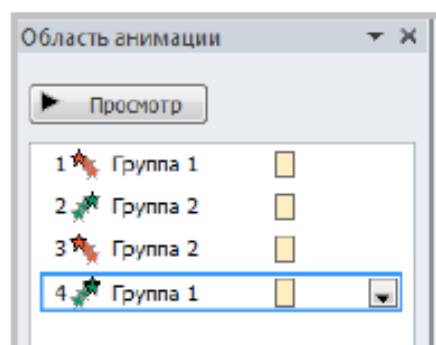 Область анимации
Просмотр
1 Группа 1
2 Группа 2
3 Группа 2
4 Группа 1